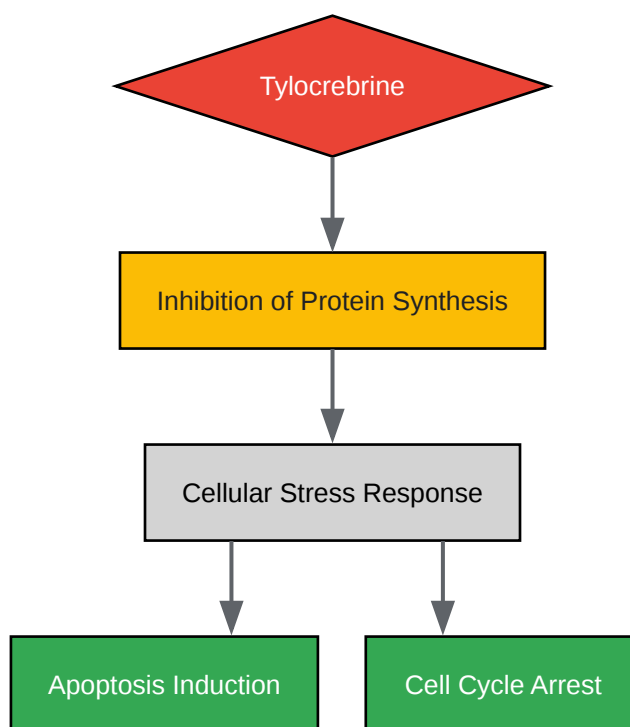 Tylocrebrine
Inhibition of Protein Synthesis
Cellular Stress Response
Apoptosis Induction
Cell Cycle Arrest